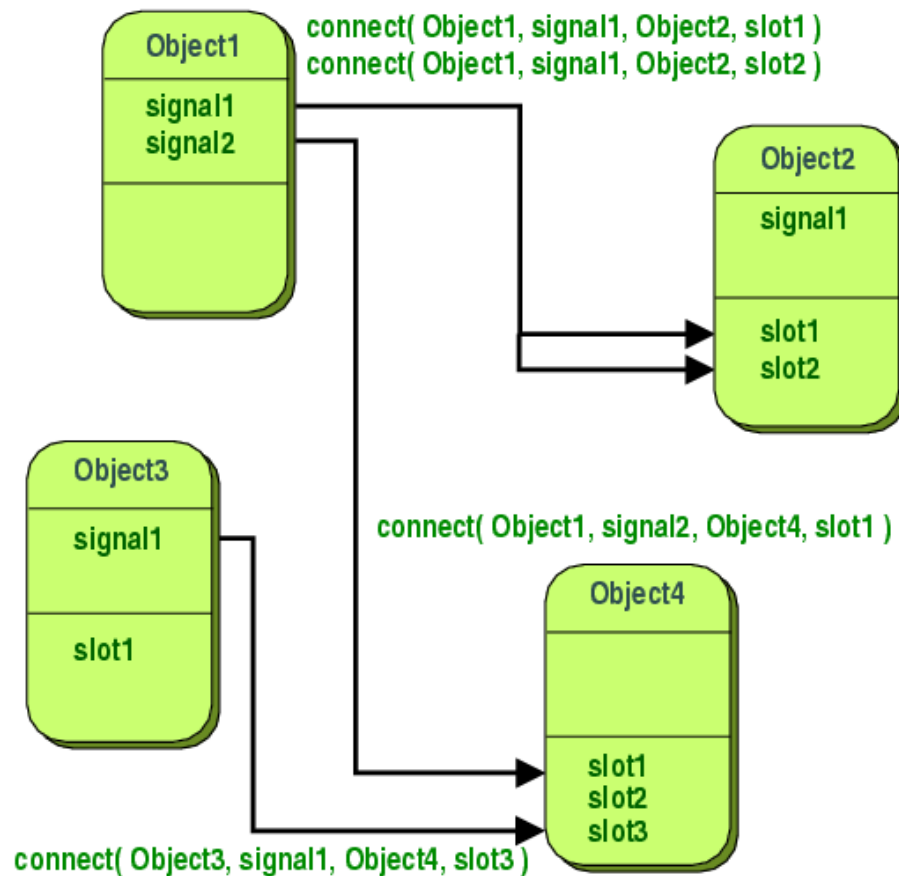 Object1
connect( Object1, signal1, Object2, slot1 )
connect( Object1, signal1, Object2, slot2 )
signal1
signal2
Object2
signal1
slot1
slot2
Object3
signal1
slot1
connect( Object1, signal2, Object4, slot1 )
Object4
slot1
slot2
slot3
connect( Object3, signal1, Object4, slot3 )